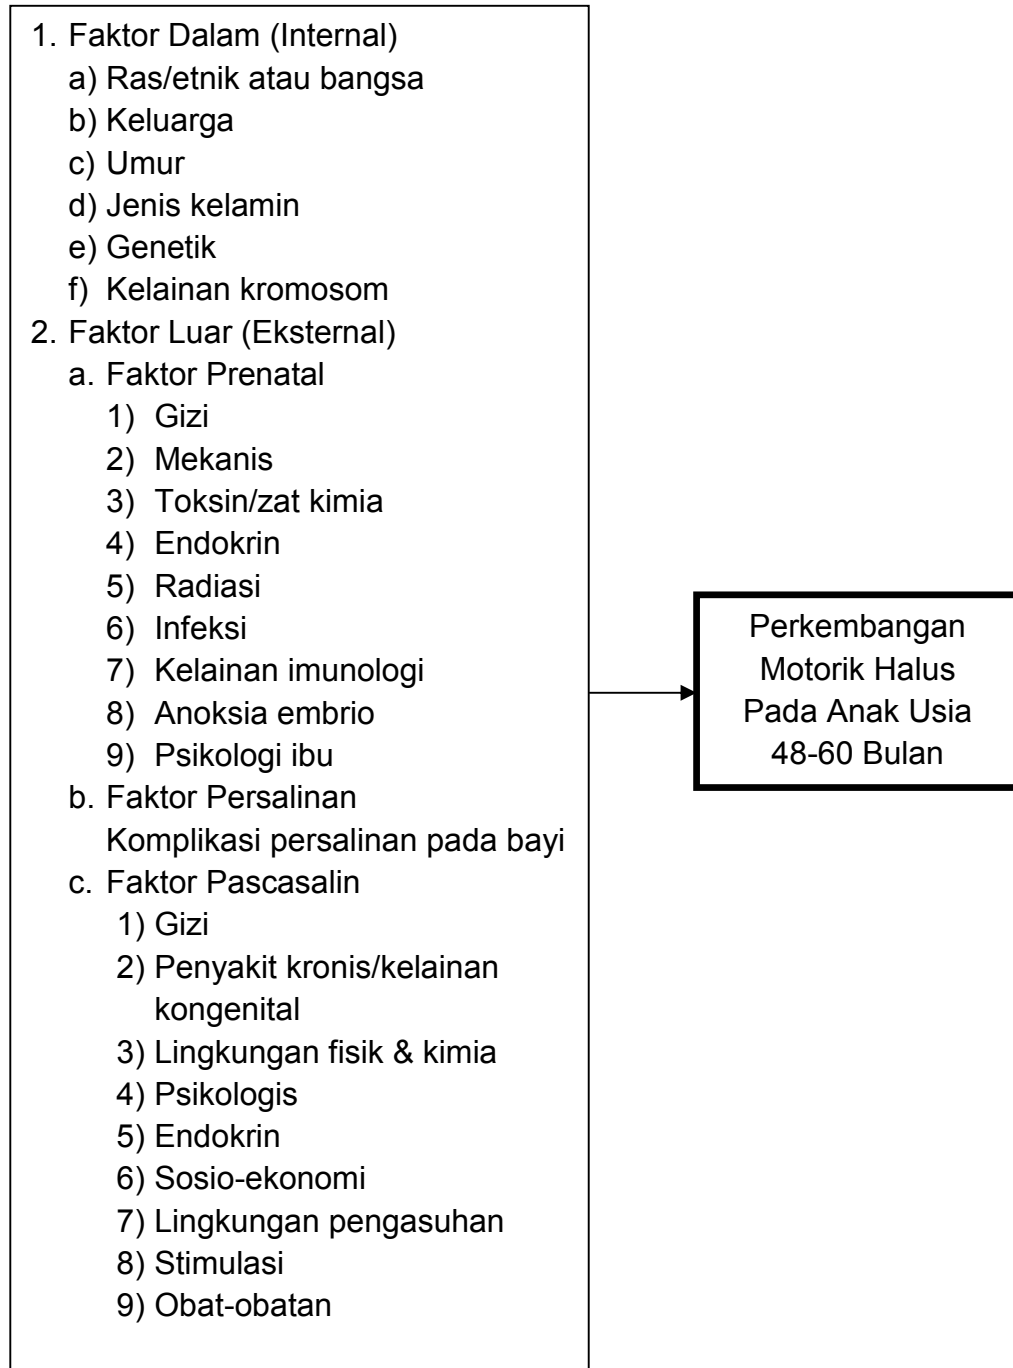 1. Faktor Dalam (Internal)
a) Ras/etnik atau bangsa
b) Keluarga
c) Umur
d) Jenis kelamin
e) Genetik
f) Kelainan kromosom
2. Faktor Luar (Eksternal)
a. Faktor Prenatal
1) Gizi
2) Mekanis
3) Toksin/zat kimia
4) Endokrin
5) Radiasi
6) Infeksi
7) Kelainan imunologi
8) Anoksia embrio
9) Psikologi ibu
b. Faktor Persalinan
Komplikasi persalinan pada bayi
c. Faktor Pascasalin
1) Gizi
2) Penyakit kronis/kelainan
kongenital
3) Lingkungan fisik & kimia
4) Psikologis
5) Endokrin
6) Sosio-ekonomi
7) Lingkungan pengasuhan
8) Stimulasi
9) Obat-obatan
Perkembangan
Motorik Halus
Pada Anak Usia
48-60 Bulan